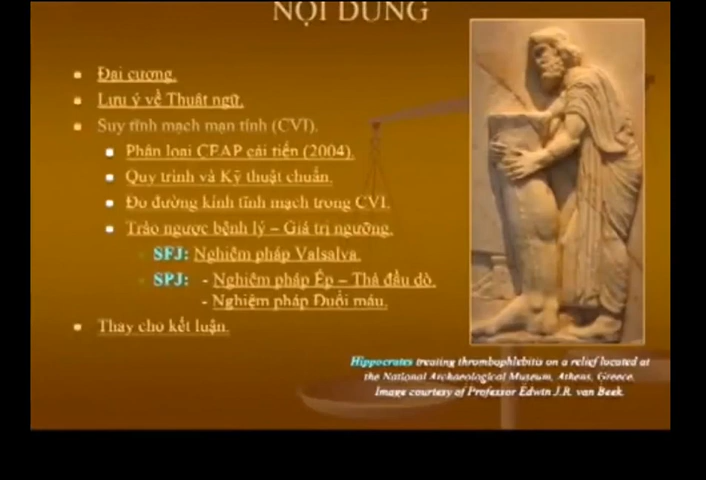 NỘI DUNG
Đại cương.
Lưu ý về Thuật ngữ.
Suy tĩnh mạch mạn tính (CVI).
Phân loại CEAP cải tiến (2004).
Quy trình và Kỹ thuật chuẩn.
Đo đường kính tĩnh mạch trong CVI.
Trào ngược bệnh lý – Giá trị ngưỡng.
SFJ: Nghiệm pháp Valsalva.
SPJ: - Nghiệm pháp Ép – Thả đầu dò.
- Nghiệm pháp Đuổi máu.
Thay cho kết luận.
Hippocrates treating thrombophlebitis on a relief located at
the National Archaeological Museum, Athens, Greece.
Image courtesy of Professor Edwin J.R. van Beek.